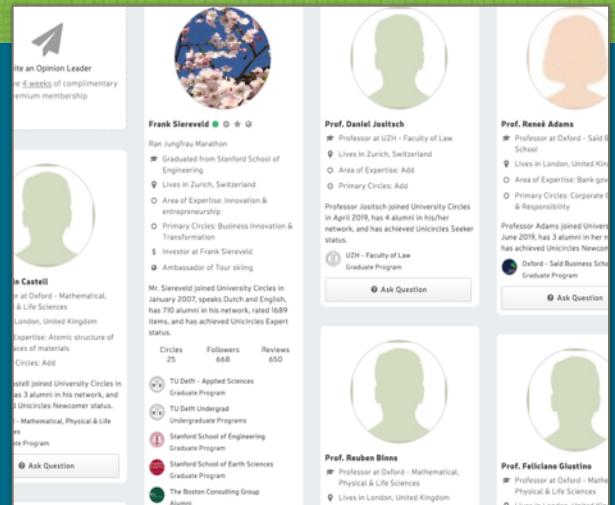 ite an Opinion Leader
ve 4 weeks of complimentary
remium membership
in Castell
or at Oxford - Mathematical,
l & Life Sciences
London, United Kingdom
Expertise: Atomic structure of
aces of materials
Circles: Add
astell joined University Circles in
as 3 alumni in his network, and
d Unicircles Newcomer status.
- Mathematical, Physical & Life
es
te Program
Ask Question
Frank Siereveld
Ran Jungfrau Marathon
Graduated from Stanford School of
Engineering
Lives in Zurich, Switzerland
Area of Expertise: Innovation &
entrepreneurship
Primary Circles: Business Innovation &
Transformation
$ Investor at Frank Siereveld
Ambassador of Tour skiing
Mr. Siereveld joined University Circles in
January 2007, speaks Dutch and English,
has 710 alumni in his network, rated 1689
items, and has achieved Unicircles Expert
status.
Circles Followers Reviews
25 668 650
TU Delft - Applied Sciences
Graduate Program
TU Delft Undergrad
Undergraduate Programs
Stanford School of Engineering
Graduate Program
Stanford School of Earth Sciences
Graduate Program
The Boston Consulting Group
Alumni
Prof. Daniel Jositsch
Professor at UZH - Faculty of Law
Lives in Zurich, Switzerland
Area of Expertise: Add
Primary Circles: Add
Professor Jositsch joined University Circles
in April 2019, has 4 alumni in his/her
network, and has achieved Unicircles Seeker
status.
UZH - Faculty of Law
Graduate Program
Ask Question
Prof. Reuben Binns
Professor at Oxford - Mathematical,
Physical & Life Sciences
Lives in London, United Kingdom
Prof. Reneé Adams
Professor at Oxford - Saïd B
School
Lives in London, United Kin
Area of Expertise: Bank gov
Primary Circles: Corporate G
& Responsibility
Professor Adams joined Univers
June 2019, has 3 alumni in her n
has achieved Unicircles Newcom
Oxford - Saïd Business Scho
Graduate Program
Ask Question
Prof. Feliciano Giustino
Professor at Oxford - Mathe
Physical & Life Sciences